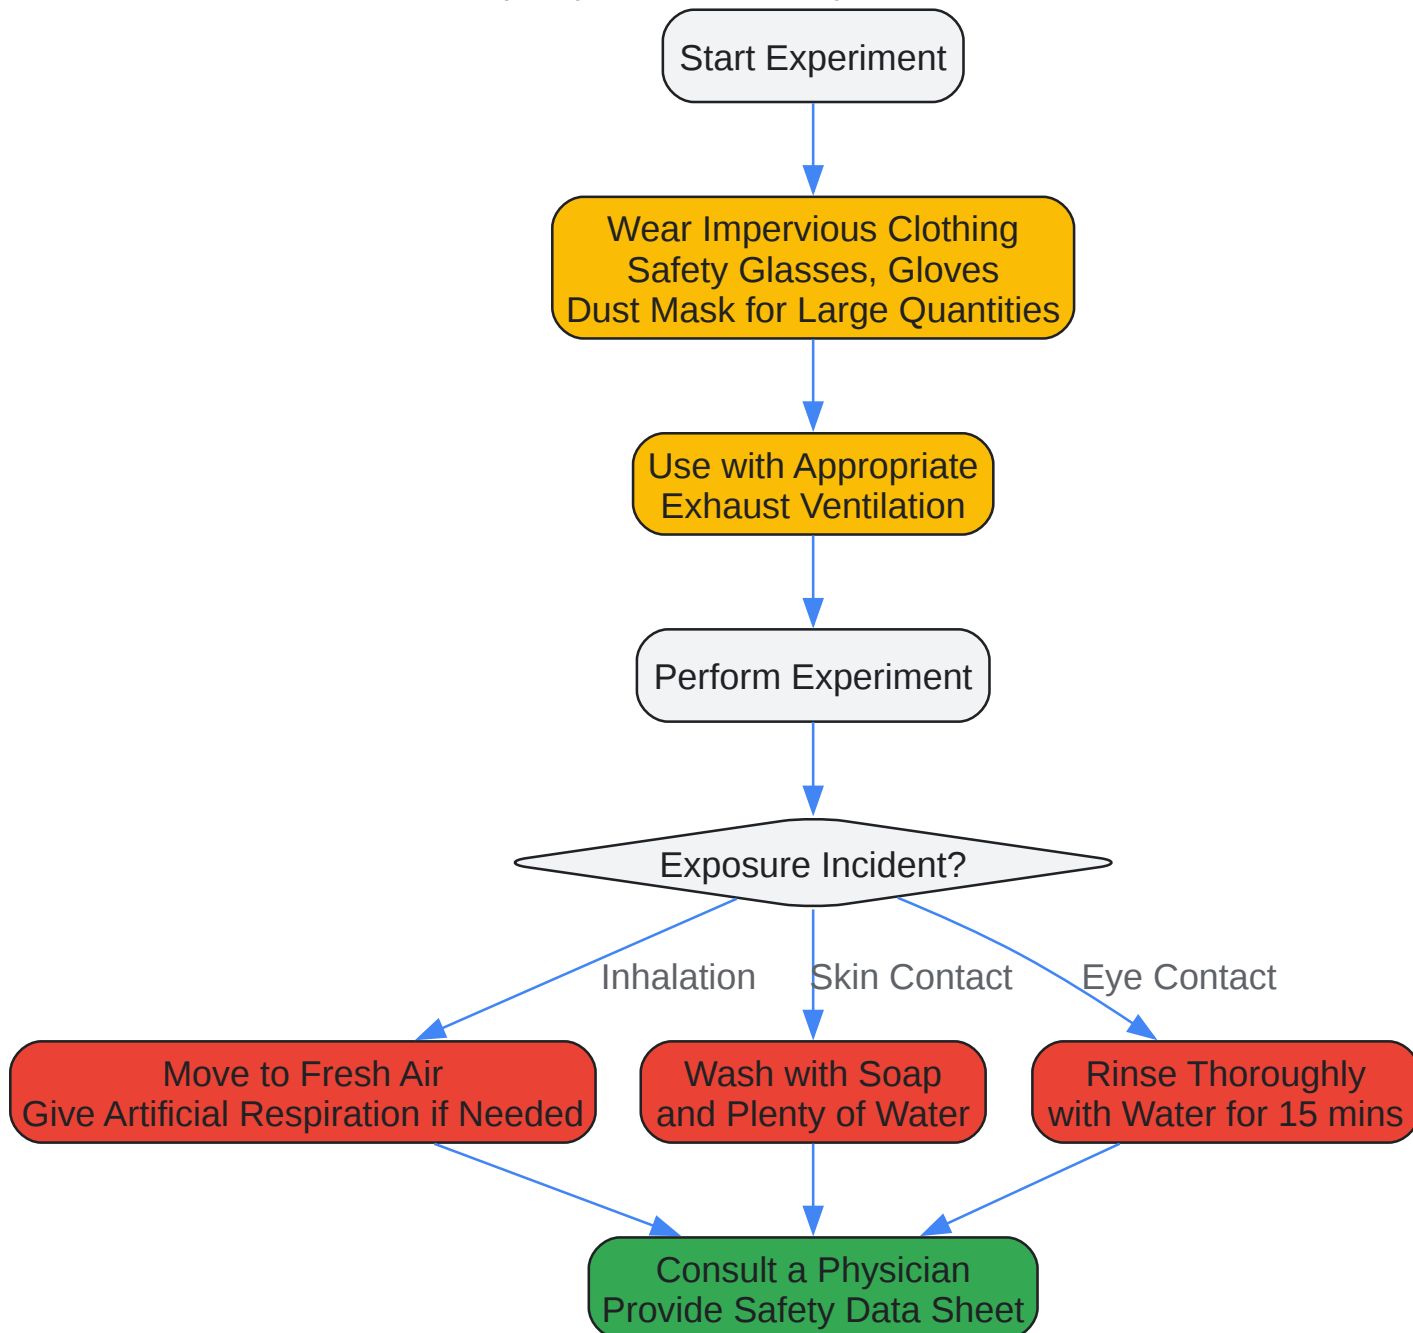 Start Experiment
Wear Impervious Clothing
Safety Glasses, Gloves
Dust Mask for Large Quantities
Use with Appropriate
Exhaust Ventilation
Perform Experiment
Exposure Incident?
Inhalation
Skin Contact
Eye Contact
Move to Fresh Air
Give Artificial Respiration if Needed
Wash with Soap
and Plenty of Water
Rinse Thoroughly
with Water for 15 mins
Consult a Physician
Provide Safety Data Sheet